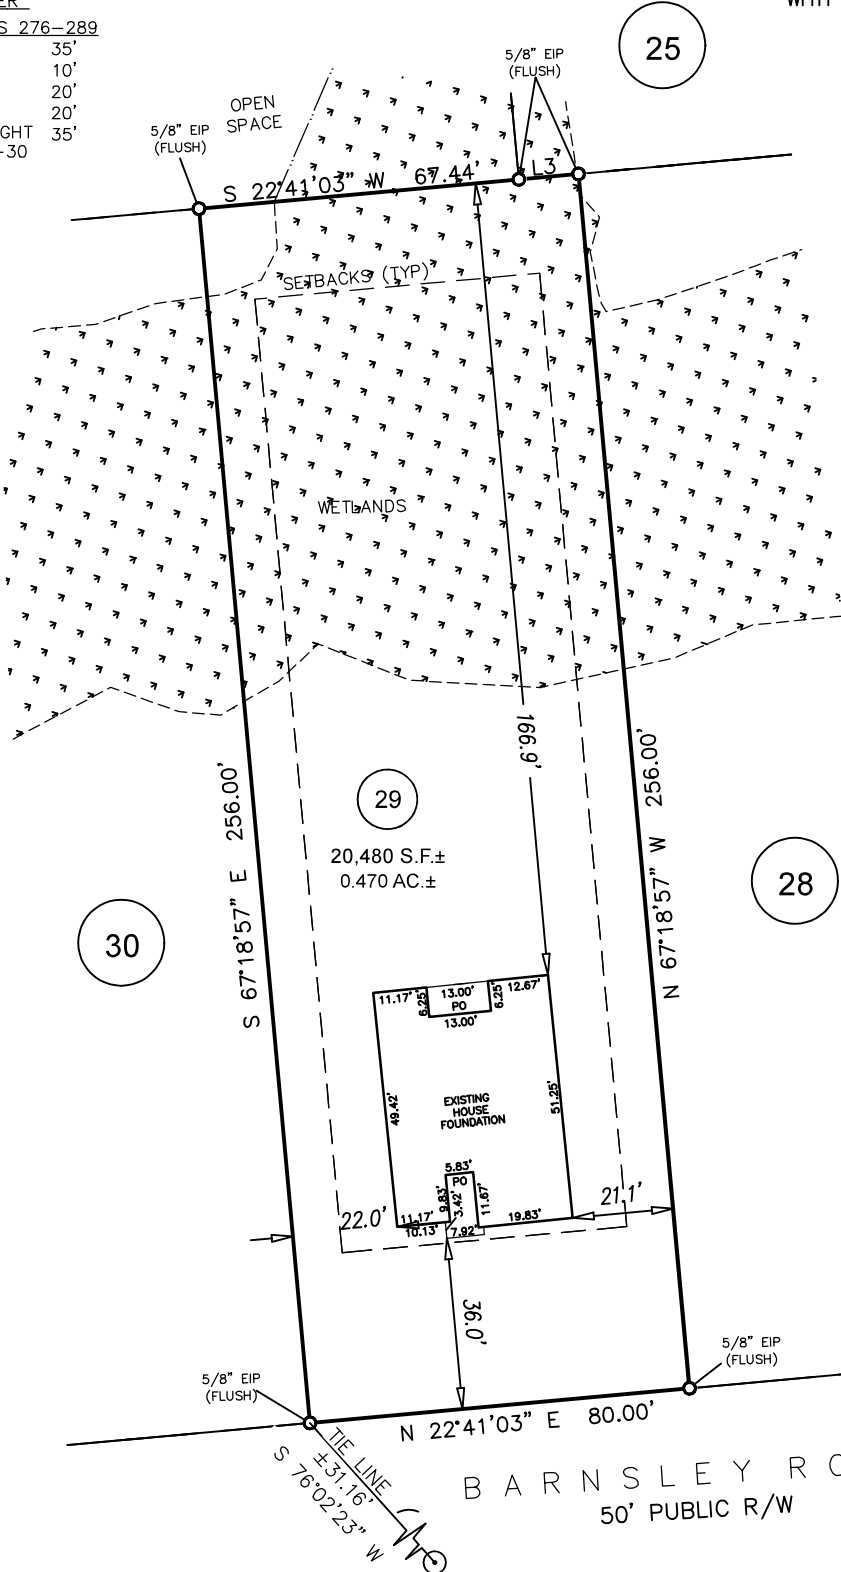 S 276-289
35'
10'
20'
20'
GHT 35'
-30
25
5/8" EIP
(FLUSH)
OPEN
SPACE
5/8" EIP
(FLUSH)
S 22°41'03" W 67.44'
L3
SETBACKS (TYP)
WETLANDS
166.9'
S 67°18'57" E 256.00'
N 67°18'57" W 256.00'
29
20,480 S.F.±
0.470 AC.±
30
28
11.17'
6.25'
13.00'
PO
13.00'
6.25'
12.67'
49.42'
EXISTING
HOUSE
FOUNDATION
51.25'
5.83'
PO
9.83'
3.42'
11.67'
11.17'
10.13'
7.92'
19.83'
22.0'
21.1'
36.0'
5/8" EIP
(FLUSH)
5/8" EIP
(FLUSH)
N 22°41'03" E 80.00'
TIE LINE
±31.16'
S 76°02'23" W
BARNSLEY RO
50' PUBLIC R/W